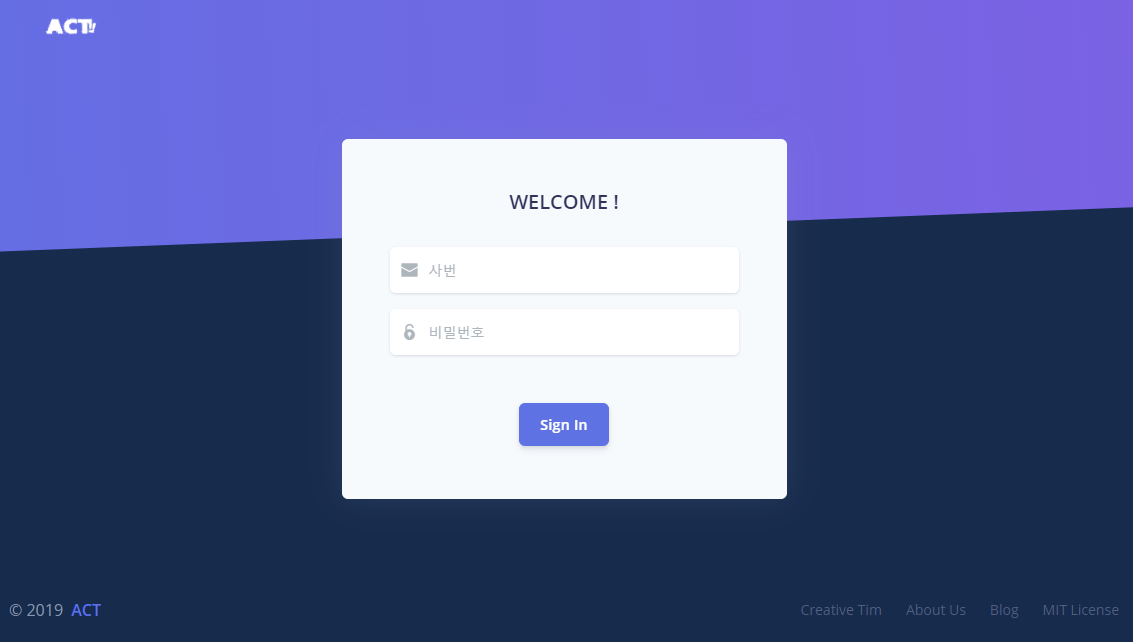 ACT!!
WELCOME !
사번
비밀번호
Sign In
© 2019 ACT
Creative Tim About Us Blog MIT License